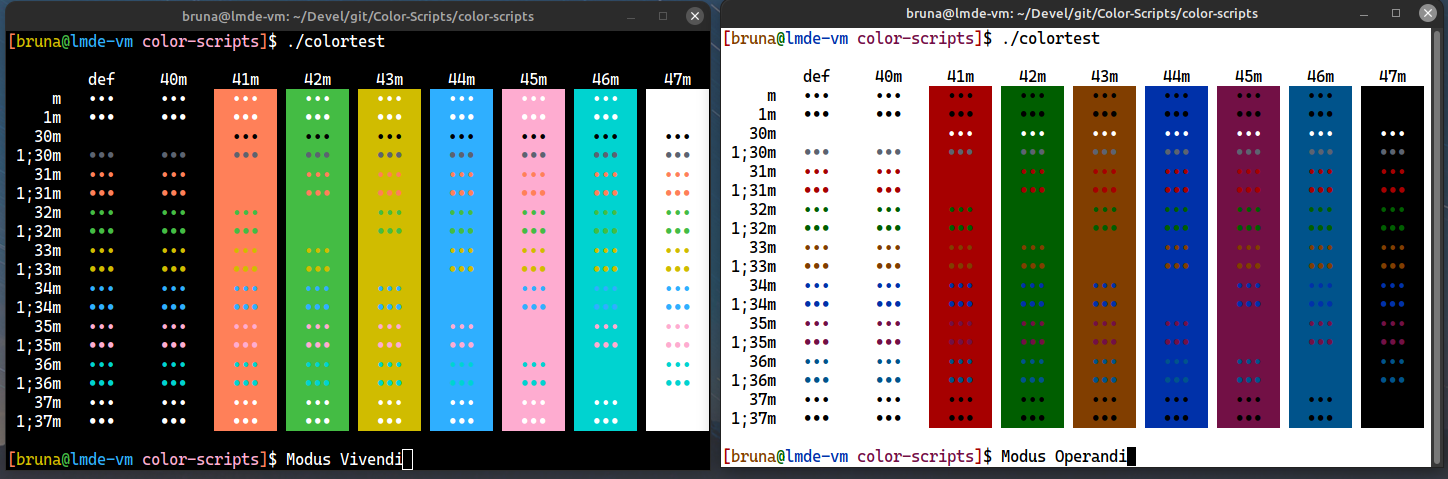 bruna@lmde-vm: ~/Devel/git/Color-Scripts/color-scripts
[bruna@lmde-vm color-scripts]$ ./colortest
def 40m 41m 42m 43m 44m 45m 46m 47m
m ••• ••• ••• ••• ••• ••• ••• •••
1m ••• ••• ••• ••• ••• ••• ••• •••
30m ••• ••• ••• ••• ••• ••• •••
1;30m ••• ••• ••• ••• ••• ••• ••• ••• •••
31m ••• ••• ••• ••• ••• ••• ••• •••
1;31m ••• ••• ••• ••• ••• ••• ••• •••
32m ••• ••• ••• ••• ••• ••• ••• •••
1;32m ••• ••• ••• ••• ••• ••• ••• •••
33m ••• ••• ••• ••• ••• ••• ••• •••
1;33m ••• ••• ••• ••• ••• ••• ••• •••
34m ••• ••• ••• ••• ••• ••• ••• •••
1;34m ••• ••• ••• ••• ••• ••• ••• •••
35m ••• ••• ••• ••• ••• ••• ••• •••
1;35m ••• ••• ••• ••• ••• ••• ••• •••
36m ••• ••• ••• ••• ••• ••• ••• •••
1;36m ••• ••• ••• ••• ••• ••• ••• •••
37m ••• ••• ••• ••• ••• ••• ••• •••
1;37m ••• ••• ••• ••• ••• ••• ••• •••
[bruna@lmde-vm color-scripts]$ Modus Vivendi
bruna@lmde-vm: ~/Devel/git/Color-Scripts/color-scripts
[bruna@lmde-vm color-scripts]$ ./colortest
def 40m 41m 42m 43m 44m 45m 46m 47m
m ••• ••• ••• ••• ••• ••• ••• •••
1m ••• ••• ••• ••• ••• ••• ••• •••
30m ••• ••• ••• ••• ••• ••• •••
1;30m ••• ••• ••• ••• ••• ••• ••• ••• •••
31m ••• ••• ••• ••• ••• ••• ••• •••
1;31m ••• ••• ••• ••• ••• ••• ••• •••
32m ••• ••• ••• ••• ••• ••• ••• •••
1;32m ••• ••• ••• ••• ••• ••• ••• •••
33m ••• ••• ••• ••• ••• ••• ••• •••
1;33m ••• ••• ••• ••• ••• ••• ••• •••
34m ••• ••• ••• ••• ••• ••• ••• •••
1;34m ••• ••• ••• ••• ••• ••• ••• •••
35m ••• ••• ••• ••• ••• ••• ••• •••
1;35m ••• ••• ••• ••• ••• ••• ••• •••
36m ••• ••• ••• ••• ••• ••• ••• •••
1;36m ••• ••• ••• ••• ••• ••• ••• •••
37m ••• ••• ••• ••• ••• ••• ••• •••
1;37m ••• ••• ••• ••• ••• ••• ••• •••
[bruna@lmde-vm color-scripts]$ Modus Operandi